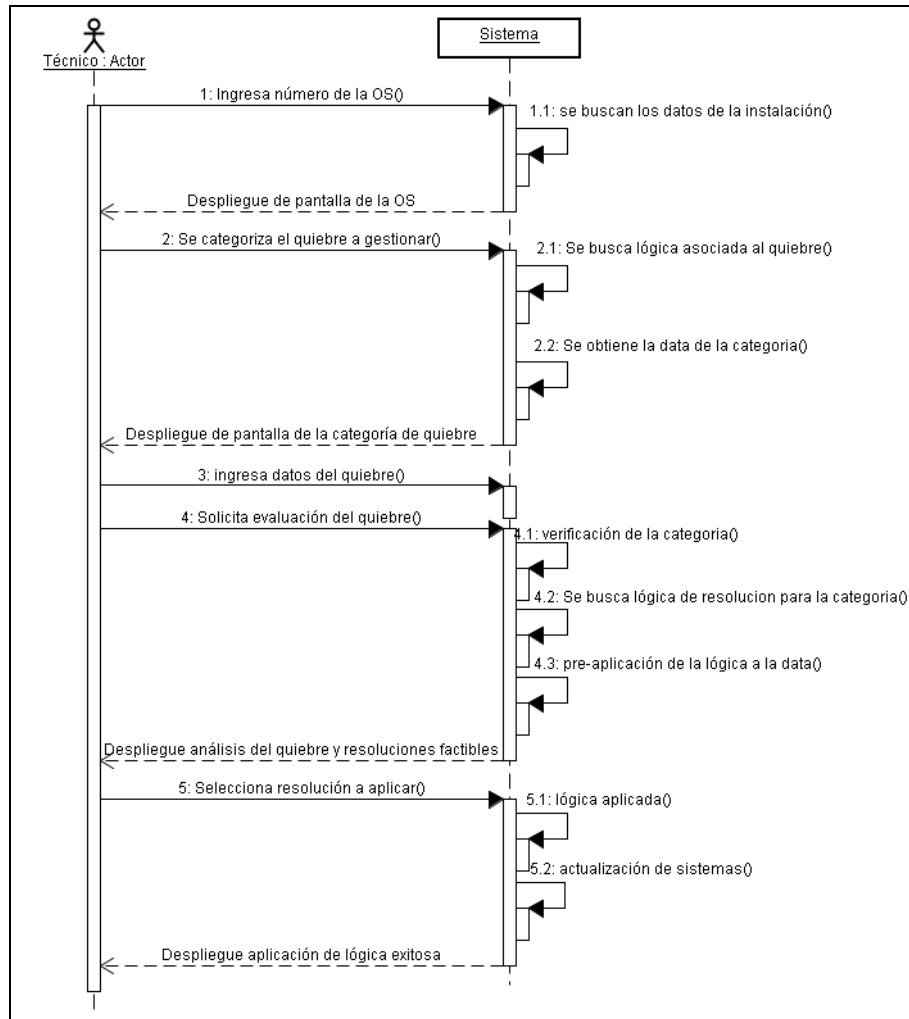 Técnico : Actor
Sistema
1: Ingresa número de la OS()
1.1: se buscan los datos de la instalación()
Despliegue de pantalla de la OS
2: Se categoriza el quiebre a gestionar()
2.1: Se busca lógica asociada al quiebre()
2.2: Se obtiene la data de la categoria()
Despliegue de pantalla de la categoría de quiebre
3: ingresa datos del quiebre()
4: Solicita evaluación del quiebre()
4.1: verificación de la categoria()
4.2: Se busca lógica de resolucion para la categoria()
4.3: pre-aplicación de la lógica a la data()
Despliegue análisis del quiebre y resoluciones factibles
5: Selecciona resolución a aplicar()
5.1: lógica aplicada()
5.2: actualización de sistemas()
Despliegue aplicación de lógica exitosa